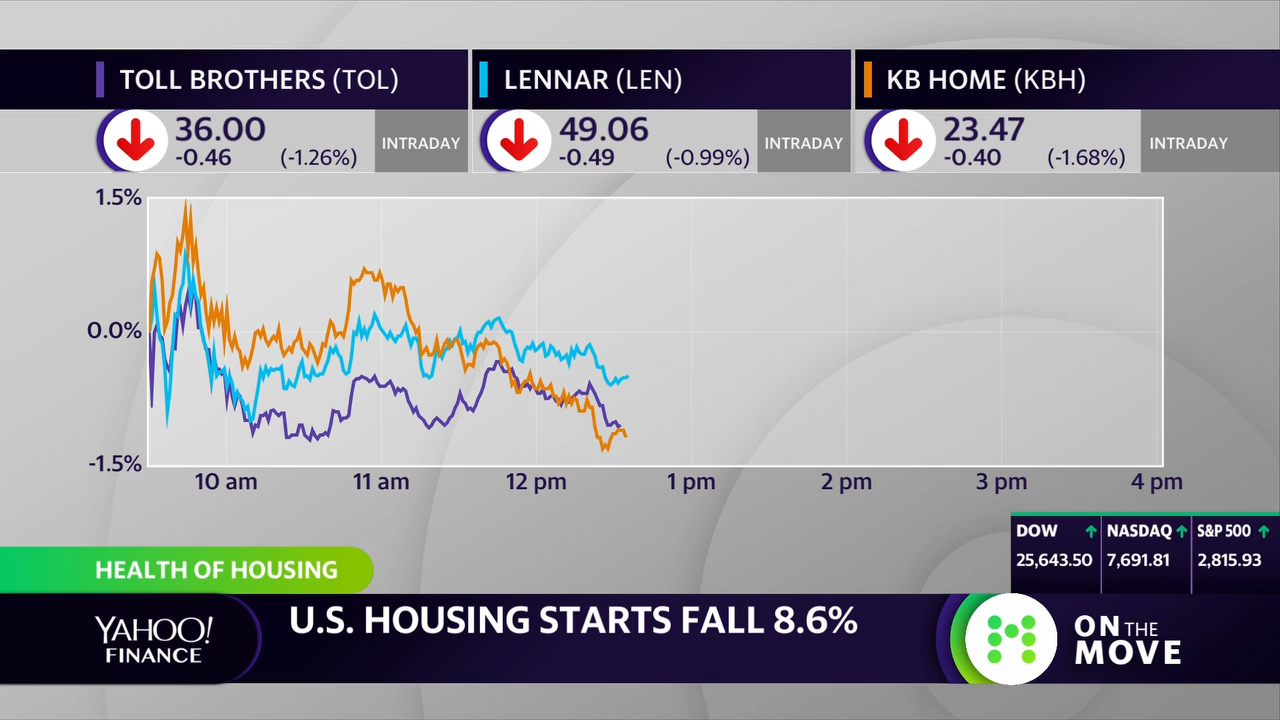 TOLL BROTHERS (TOL)
36.00
-0.46 (-1.26%)
INTRADAY
LENNAR (LEN)
49.06
-0.49 (-0.99%)
INTRADAY
KB HOME (KBH)
23.47
-0.40 (-1.68%)
INTRADAY
1.5%
0.0%
-1.5%
10 am 11 am 12 pm 1 pm 2 pm 3 pm 4 pm
DOW NASDAQ S&P 500
25,643.50 7,691.81 2,815.93
HEALTH OF HOUSING
YAHOO!
FINANCE
U.S. HOUSING STARTS FALL 8.6%
ON THE
MOVE